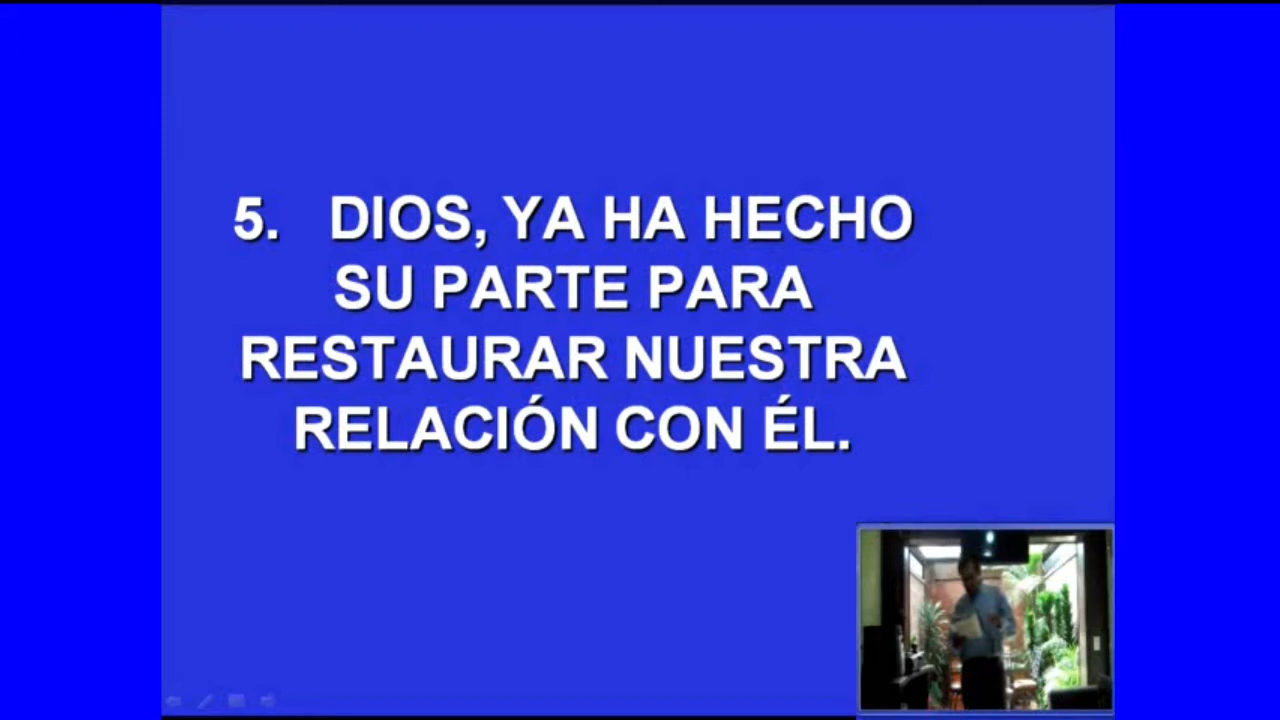 5. DIOS, YA HA HECHO
SU PARTE PARA
RESTAURAR NUESTRA
RELACIÓN CON ÉL.